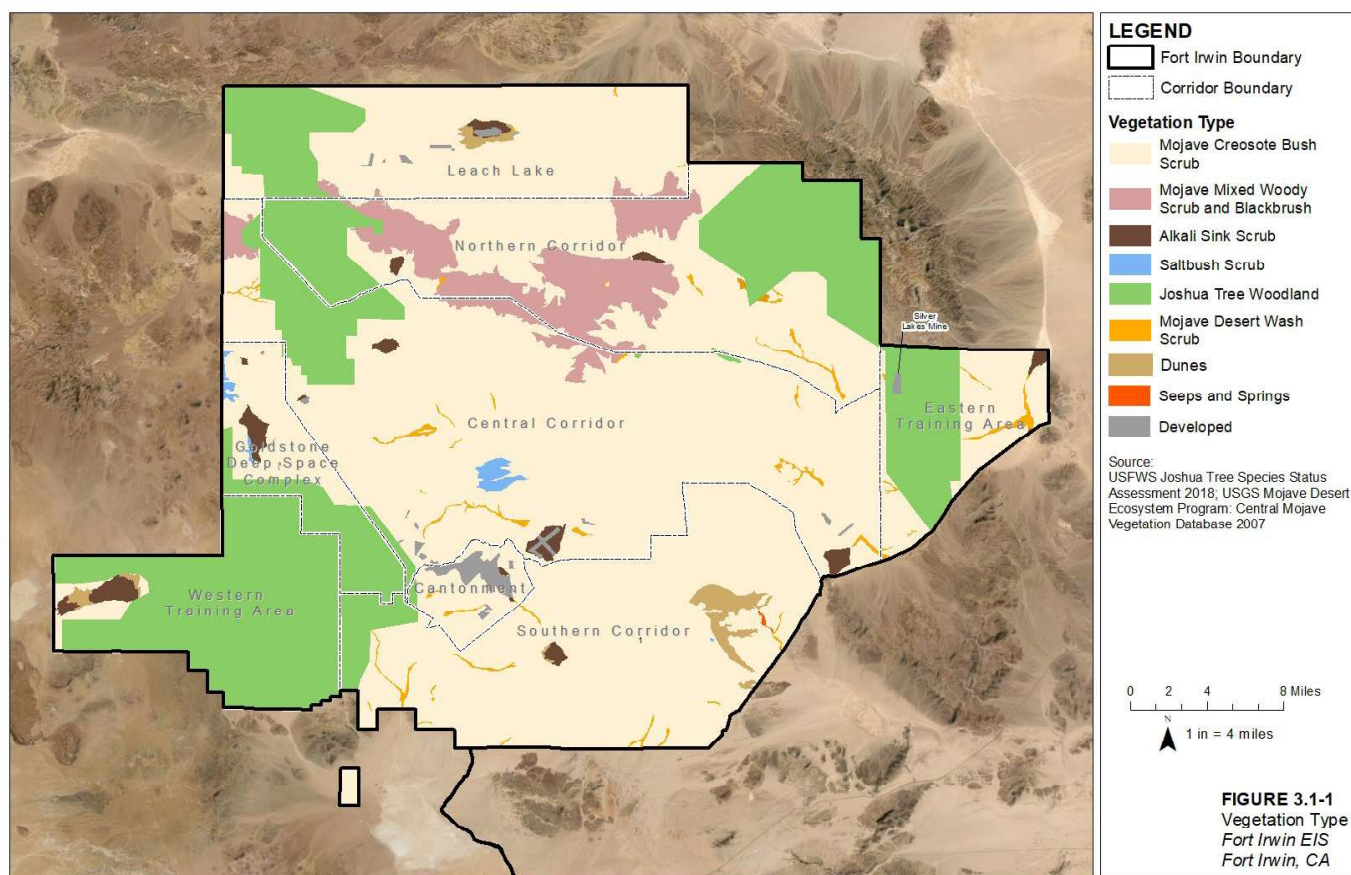 Leach Lake
Northern Corridor
Silver
Lakes Mine
Central Corridor
Eastern
Training Area
Goldstone
Deep Space
Complex
Cantonment
Western
Training Area
Southern Corridor
LEGEND
Fort Irwin Boundary
Corridor Boundary
Vegetation Type
Mojave Creosote Bush
Scrub
Mojave Mixed Woody
Scrub and Blackbrush
Alkali Sink Scrub
Saltbush Scrub
Joshua Tree Woodland
Mojave Desert Wash
Scrub
Dunes
Seeps and Springs
Developed
Source:
USFWS Joshua Tree Species Status
Assessment 2018; USGS Mojave Desert
Ecosystem Program: Central Mojave
Vegetation Database 2007
0 2 4 8 Miles
N
1 in = 4 miles
FIGURE 3.1-1
Vegetation Type
Fort Irwin EIS
Fort Irwin, CA